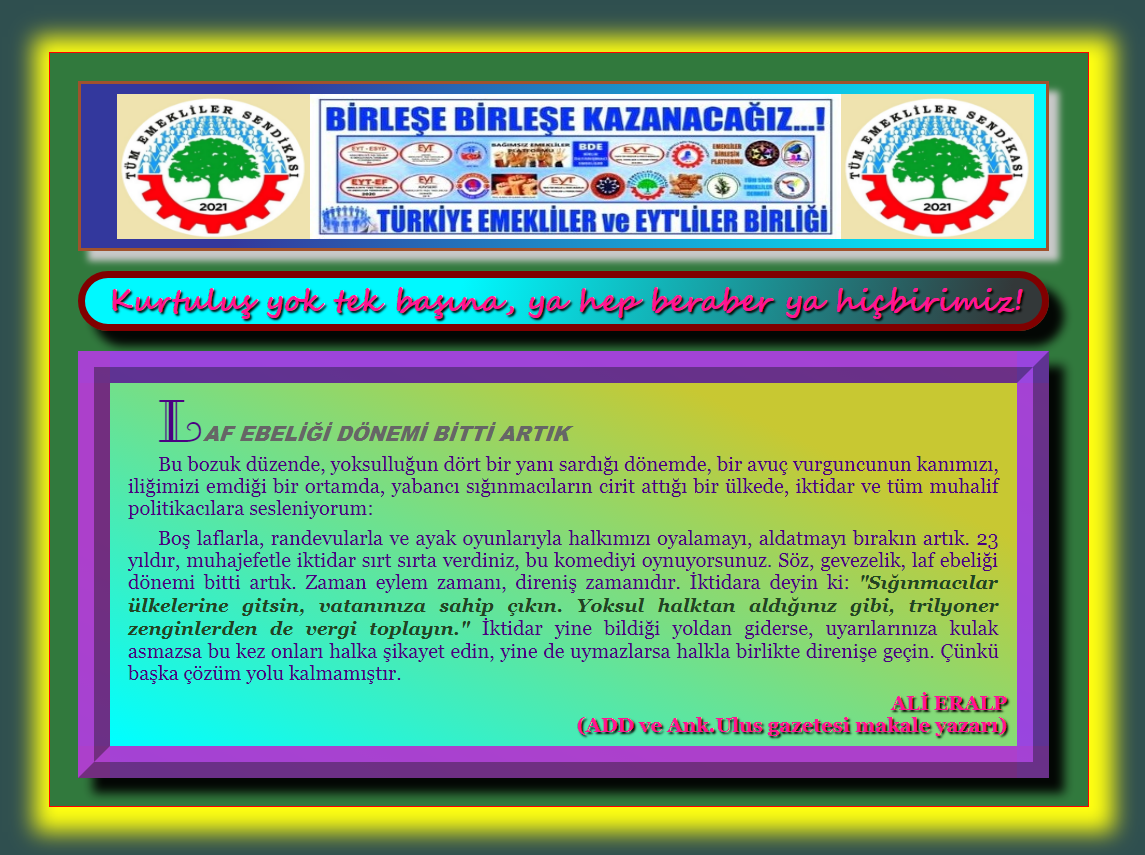 TÜM EMEKLİLER SENDİKASI
2021
BİRLEŞE BİRLEŞE KAZANACAĞIZ...!
EYT - ESYD
EYT
BAĞIMSIZ EMEKLİLER
PLATFORMU
BDE
EYT
EMEKLİLER
BİRLEŞİN
PLATFORMU
EYT-EF
EYT
EYT
TÜRKİYE EMEKLİLER ve EYT'LİLER BİRLİĞİ
TÜM EMEKLİLER SENDİKASI
2021
Kurtuluş yok tek başına, ya hep beraber ya hiçbirimiz!
LAF EBELİĞİ DÖNEMİ BİTTİ ARTIK
Bu bozuk düzende, yoksulluğun dört bir yanı sardığı dönemde, bir avuç vurguncunun kanımızı,
iliğimizi emdiği bir ortamda, yabancı sığınmacıların cirit attığı bir ülkede, iktidar ve tüm muhalif
politikacılara sesleniyorum:
Boş laflarla, randevularla ve ayak oyunlarıyla halkımızı oyalamayı, aldatmayı bırakın artık. 23
yıldır, muhajefetle iktidar sırt sırta verdiniz, bu komediyi oynuyorsunuz. Söz, gevezelik, laf ebeliği
dönemi bitti artık. Zaman eylem zamanı, direniş zamanıdır. İktidara deyin ki: "Sığınmacılar
ülkelerine gitsin, vatanınıza sahip çıkın. Yoksul halktan aldığınız gibi, trilyoner
zenginlerden de vergi toplayın." İktidar yine bildiği yoldan giderse, uyarılarınıza kulak
asmazsa bu kez onları halka şikayet edin, yine de uymazlarsa halkla birlikte direnişe geçin. Çünkü
başka çözüm yolu kalmamıştır.
ALİ ERALP
(ADD ve Ank.Ulus gazetesi makale yazarı)